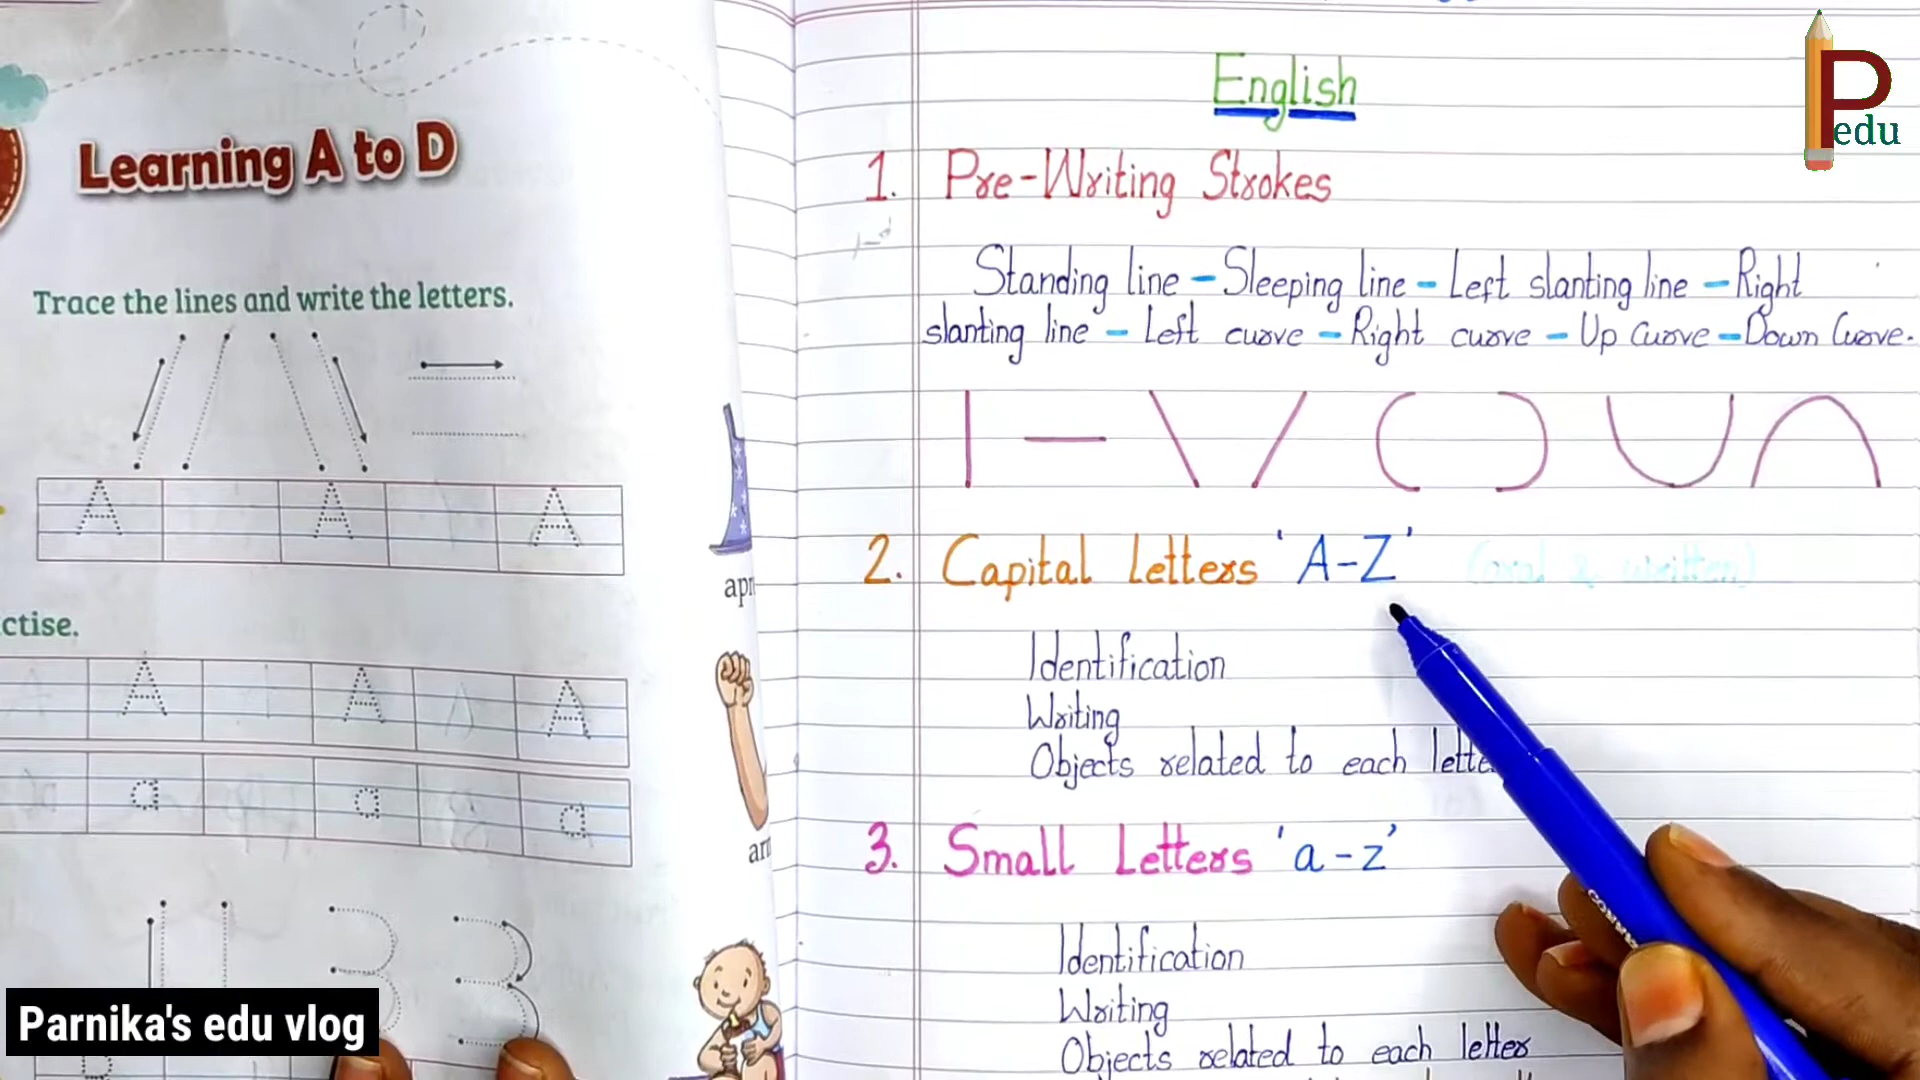 Learning A to D
Trace the lines and write the letters.
A A A
ctise.
A A A
a a a
apr
Parnika's edu vlog
English
P
edu
1. Pre-Writing Strokes
Standing line - Sleeping line - Left slanting line - Right
slanting line - Left curve - Right curve - Up Curve - Down Curve.
2. Capital Letters 'A-Z' (oral & written)
Identification
Writing
Objects related to each lette
3. Small Letters 'a-z'
Identification
Writing
Objects related to each letter